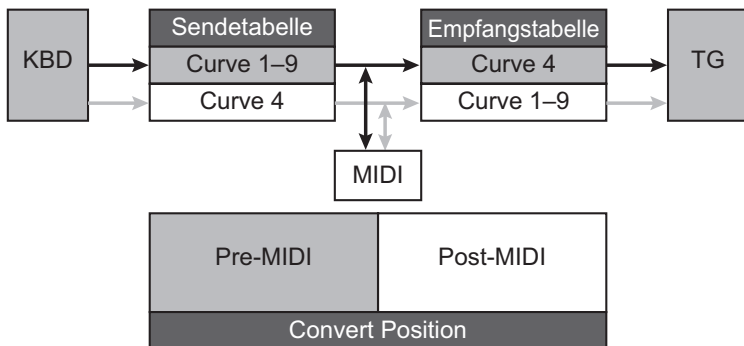 KBD
Sendetabelle
Curve 1–9
Curve 4
Empfangstabelle
Curve 4
Curve 1–9
TG
MIDI
Pre-MIDI
Post-MIDI
Convert Position